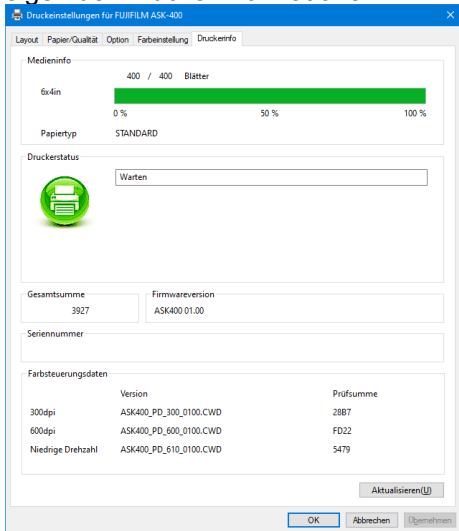 Druckeinstellungen für FUJIFILM ASK-400
Layout Papier/Qualität Option Farbeinstellung Druckerinfo
Medieninfo
400 / 400 Blätter
6x4in
0 % 50 % 100 %
Papiertyp STANDARD
Druckerstatus
Warten
Gesamtsumme Firmwareversion
3927 ASK400 01.00
Seriennummer
Farbsteuerungsdaten
Version Prüfsumme
300dpi ASK400_PD_300_0100.CWD 28B7
600dpi ASK400_PD_600_0100.CWD FD22
Niedrige Drehzahl ASK400_PD_610_0100.CWD 5479
Aktualisieren(U)
OK Abbrechen Übernehmen